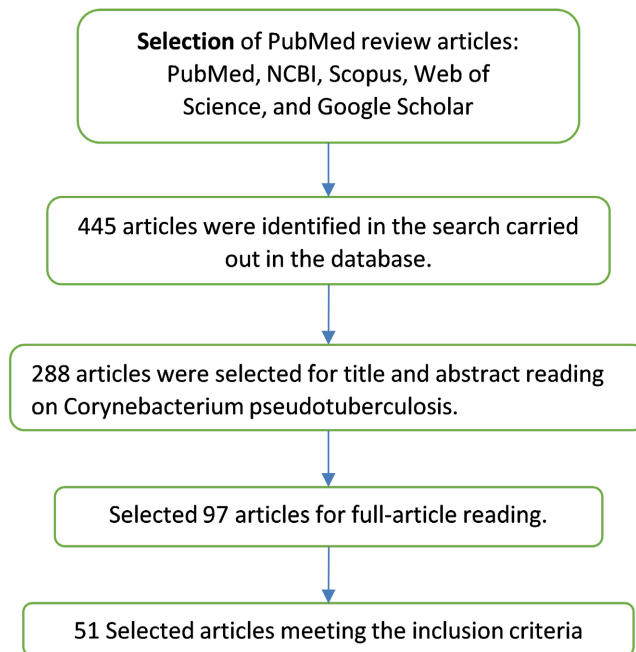 Selection of PubMed review articles:
PubMed, NCBI, Scopus, Web of
Science, and Google Scholar
445 articles were identified in the search carried
out in the database.
288 articles were selected for title and abstract reading
on Corynebacterium pseudotuberculosis.
Selected 97 articles for full-article reading.
51 Selected articles meeting the inclusion criteria